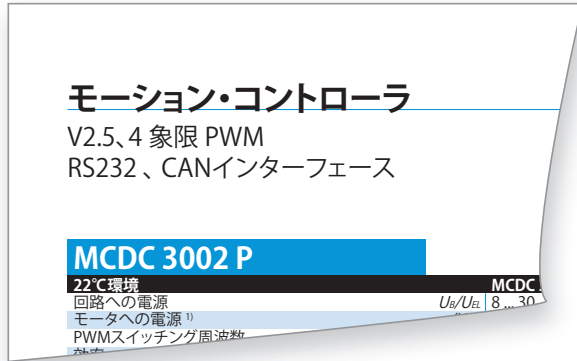 モーション・コントローラ
V2.5、4 象限 PWM
RS232 、 CANインターフェース
MCDC 3002 P
22°C環境 MCDC
回路への電源 UB/UEL 8 ... 30
モータへの電源 1)
PWMスイッチング周波数
効率